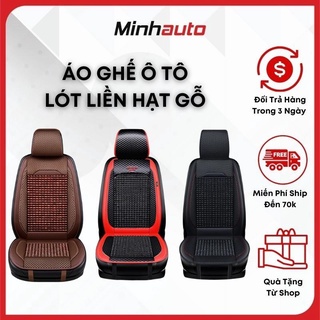 Minhauto
ÁO GHẾ Ô TÔ
LÓT LIỀN HẠT GỖ
$
Đổi Trả Hàng
Trong 3 Ngày
FREE
Miễn Phí Ship
Đến 70k
Quà Tặng
Từ Shop